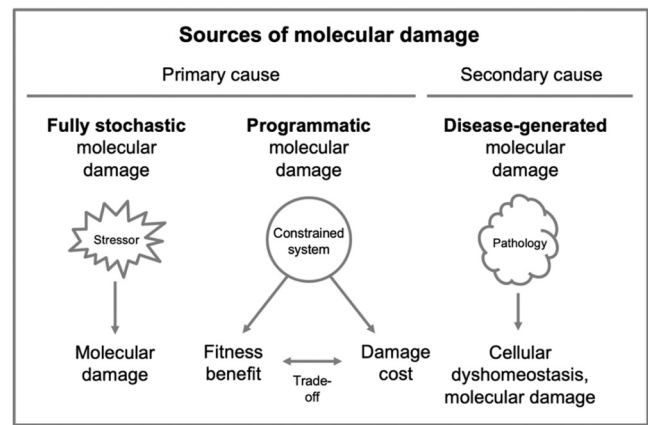 Sources of molecular damage
Primary cause
Secondary cause
Fully stochastic
molecular
damage
Programmatic
molecular
damage
Disease-generated
molecular
damage
Stressor
Constrained
system
Pathology
Molecular
damage
Fitness
benefit
Trade-
off
Damage
cost
Cellular
dyshomeostasis,
molecular damage